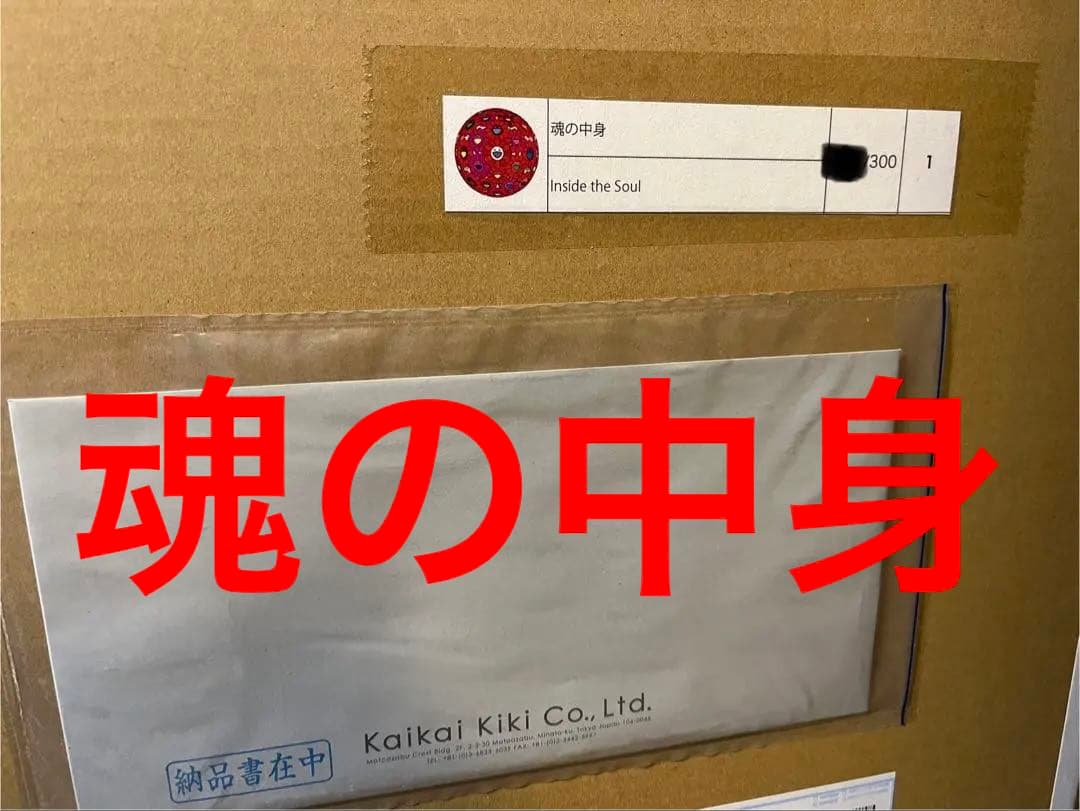 魂の中身
/300
1
Inside the Soul
魂の中身
Kaikai Kiki Co., Ltd.
納品書在中